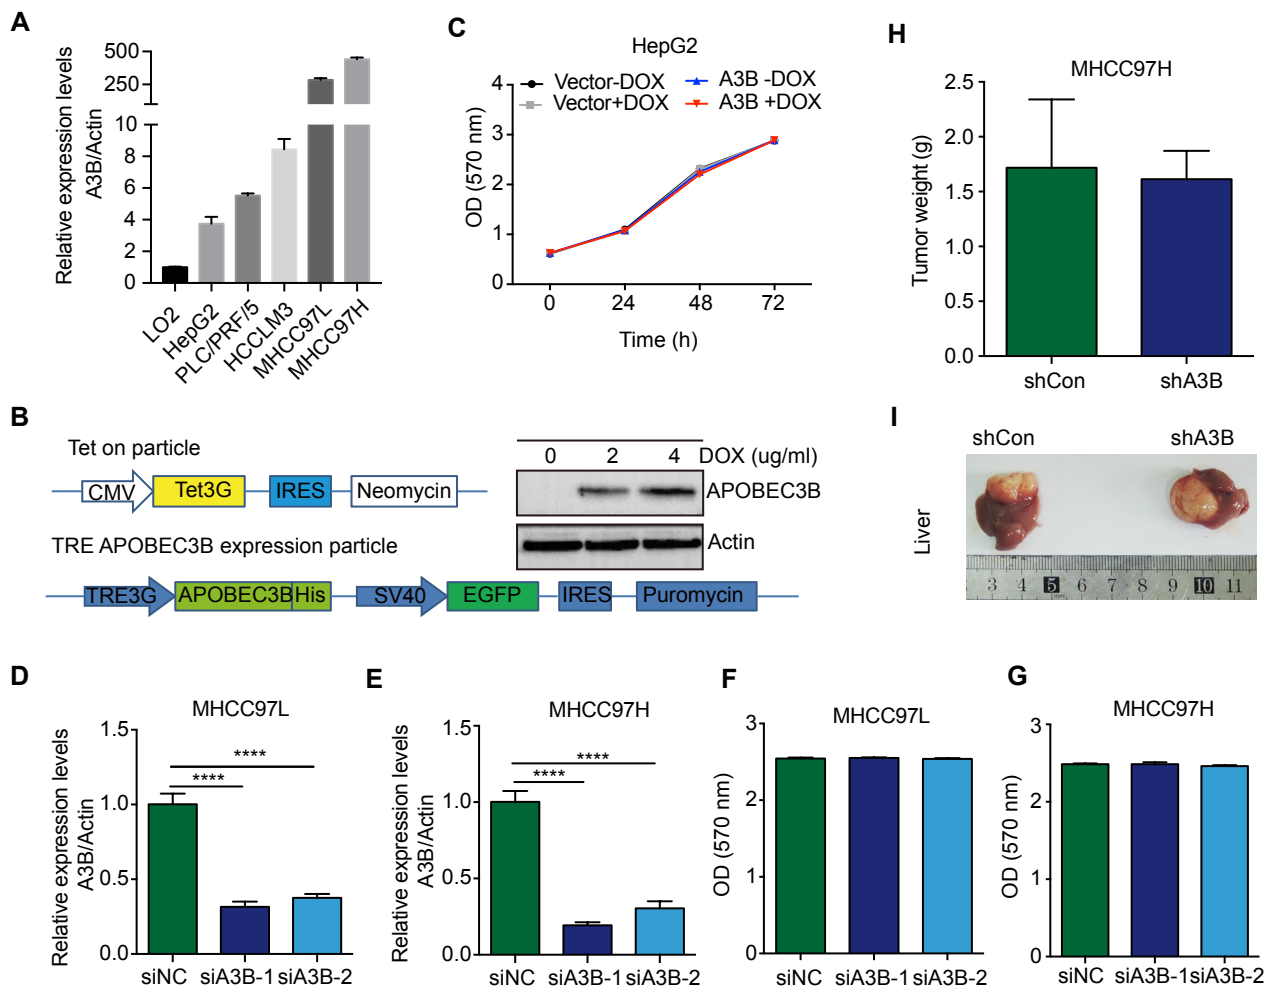 A
Relative expression levels
A3B/Actin
500
250
10
8
6
4
2
0
LO2
HepG2
PLC/PRF/5
HCCLM3
MHCC97L
MHCC97H
C
HepG2
Vector-DOX
Vector+DOX
A3B -DOX
A3B +DOX
OD (570 nm)
4
3
2
1
0
0 24 48 72
Time (h)
H
MHCC97H
Tumor weight (g)
2.5
2.0
1.5
1.0
0.5
0.0
shCon shA3B
B
Tet on particle
CMV Tet3G IRES Neomycin
TRE APOBEC3B expression particle
TRE3G APOBEC3B His SV40 EGFP IRES Puromycin
0 2 4 DOX (ug/ml)
APOBEC3B
Actin
I
shCon shA3B
Liver
3 4 5 6 7 8 9 10 11
mm
D
MHCC97L
Relative expression levels
A3B/Actin
1.5
1.0
0.5
0.0
****
****
siNC siA3B-1 siA3B-2
E
MHCC97H
Relative expression levels
A3B/Actin
1.5
1.0
0.5
0.0
****
****
siNC siA3B-1 siA3B-2
F
MHCC97L
OD (570 nm)
3
2
1
0
siNC siA3B-1 siA3B-2
G
MHCC97H
OD (570 nm)
3
2
1
0
siNC siA3B-1 siA3B-2